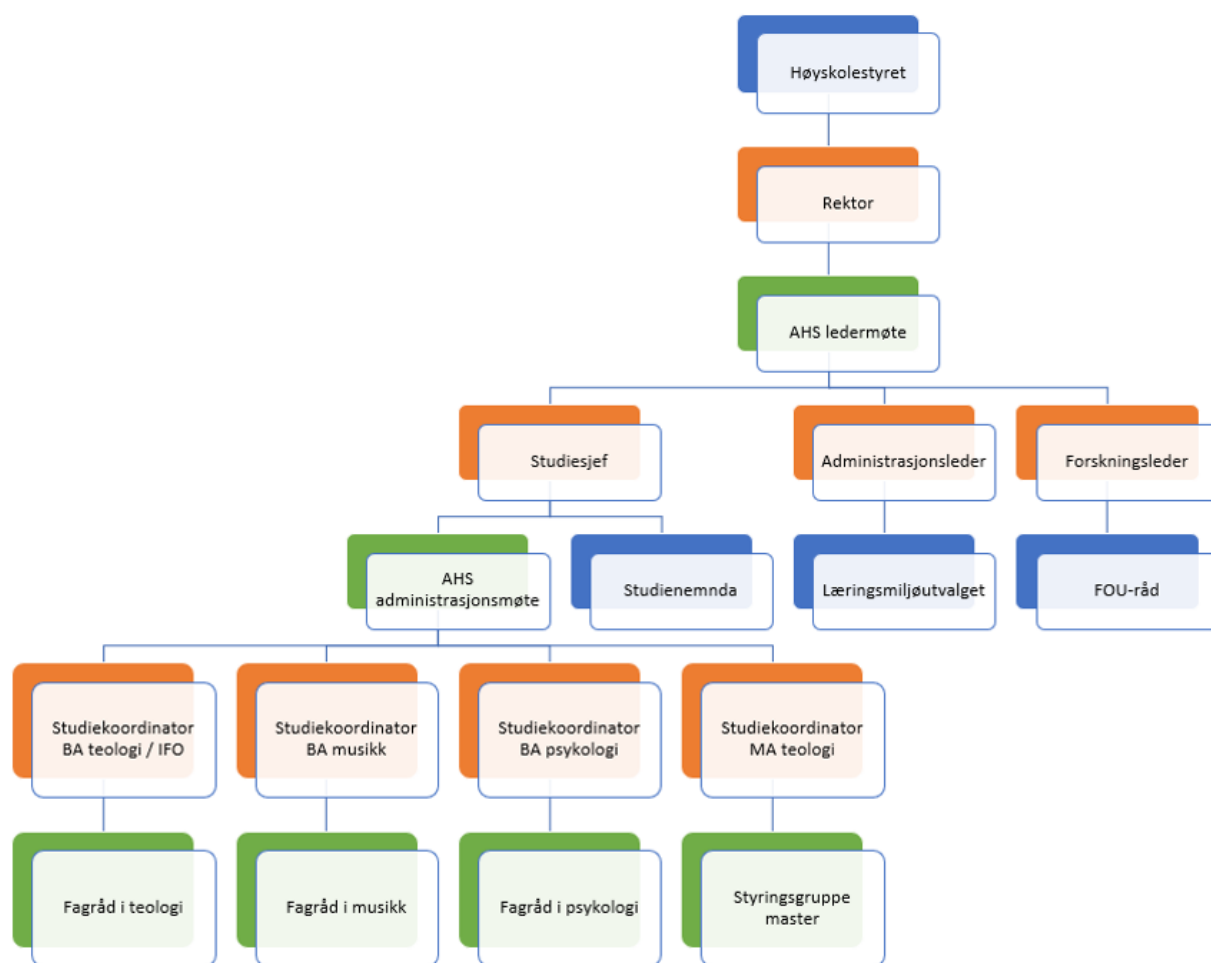 Høyskolestyret
Rektor
AHS ledermøte
Studiesjef
Administrasjonsleder
Forskningsleder
AHS
administrasjonsmøte
Studienemnda
Læringsmiljøutvalget
FOU-råd
Studiekoordinator
BA teologi / IFO
Studiekoordinator
BA musikk
Studiekoordinator
BA psykologi
Studiekoordinator
MA teologi
Fagråd i teologi
Fagråd i musikk
Fagråd i psykologi
Styringsgruppe
master